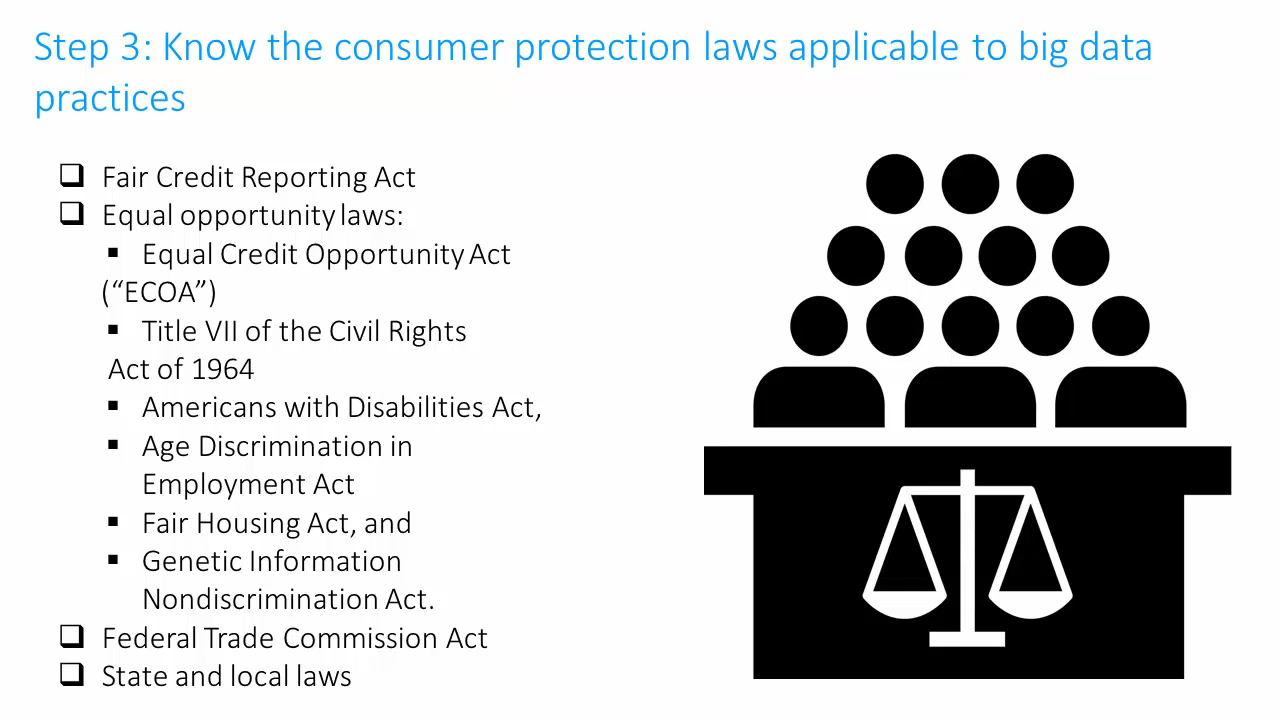 Step 3: Know the consumer protection laws applicable to big data
practices
❑ Fair Credit Reporting Act
❑ Equal opportunity laws:
▪ Equal Credit Opportunity Act
(“ECOA”)
▪ Title VII of the Civil Rights
Act of 1964
▪ Americans with Disabilities Act,
▪ Age Discrimination in
Employment Act
▪ Fair Housing Act, and
▪ Genetic Information
Nondiscrimination Act.
❑ Federal Trade Commission Act
❑ State and local laws